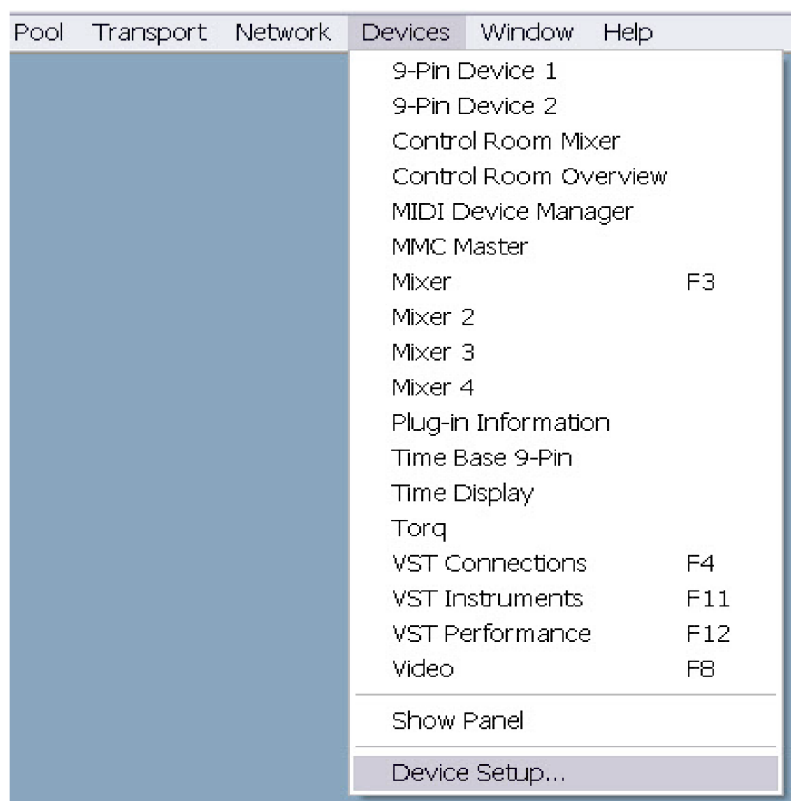 Pool Transport Network Devices Window Help
9-Pin Device 1
9-Pin Device 2
Control Room Mixer
Control Room Overview
MIDI Device Manager
MMC Master
Mixer F3
Mixer 2
Mixer 3
Mixer 4
Plug-in Information
Time Base 9-Pin
Time Display
Torq
VST Connections F4
VST Instruments F11
VST Performance F12
Video F8
Show Panel
Device Setup...